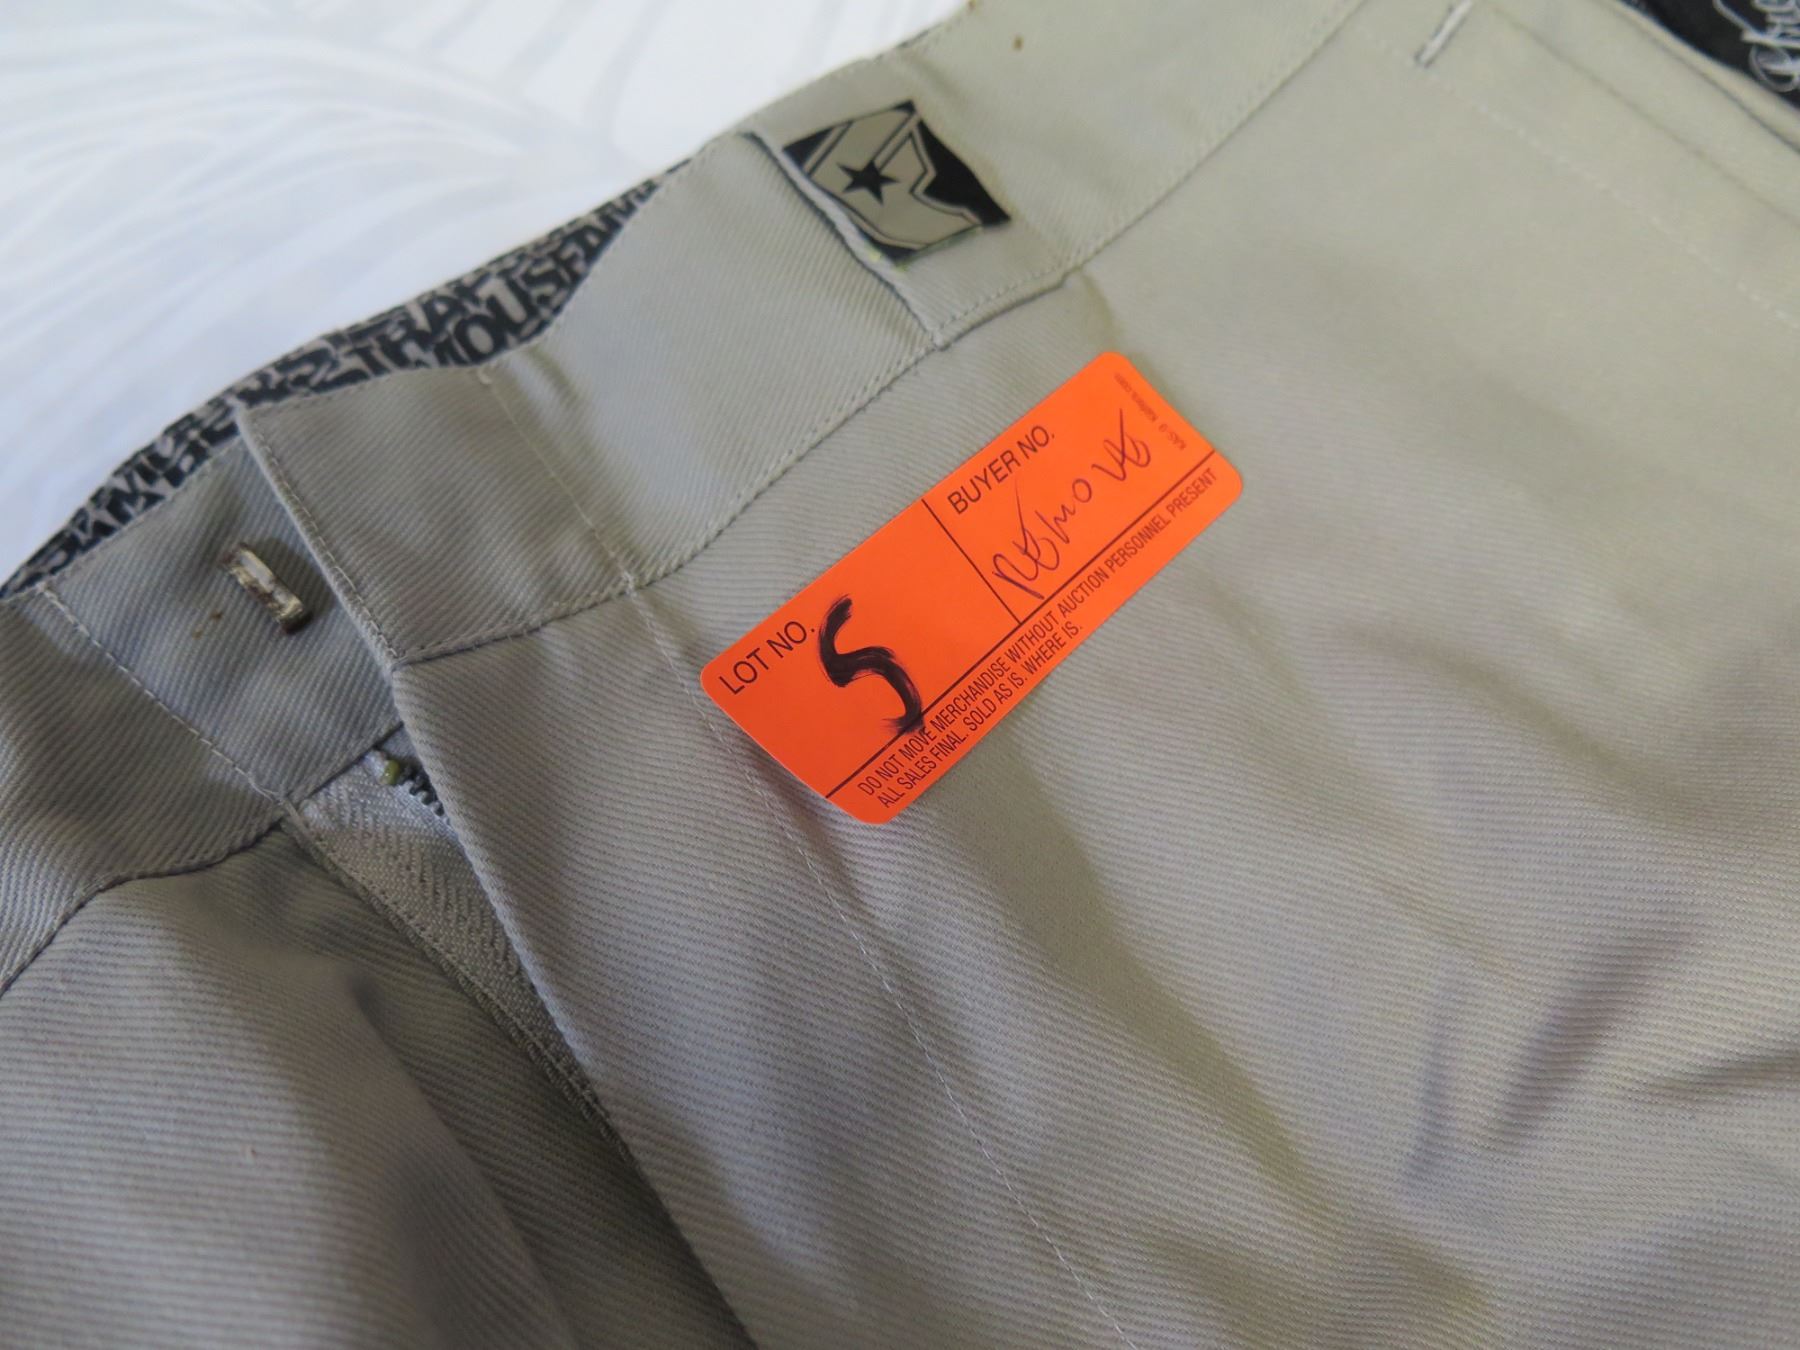 LOT NO.
5
BUYER NO.
REMOVE
DO NOT MOVE MERCHANDISE WITHOUT AUCTION PERSONNEL PRESENT
ALL SALES FINAL. SOLD AS IS. WHERE IS.